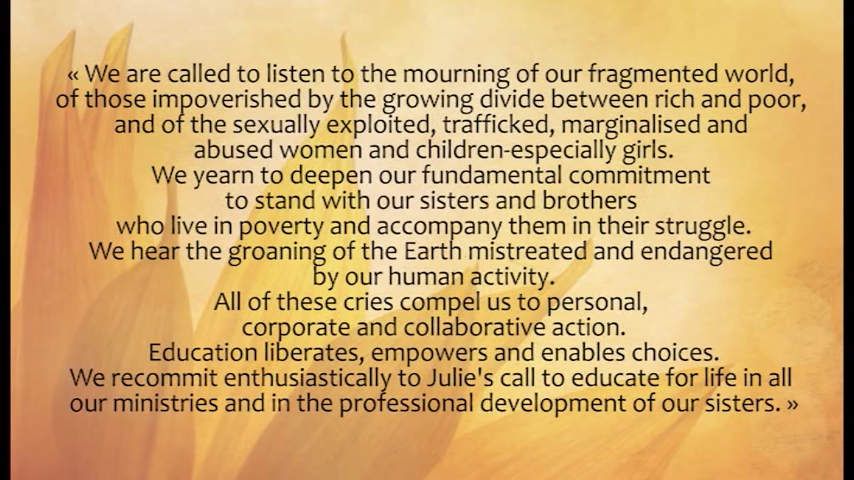 « We are called to listen to the mourning of our fragmented world,
of those impoverished by the growing divide between rich and poor,
and of the sexually exploited, trafficked, marginalised and
abused women and children-especially girls.
We yearn to deepen our fundamental commitment
to stand with our sisters and brothers
who live in poverty and accompany them in their struggle.
We hear the groaning of the Earth mistreated and endangered
by our human activity.
All of these cries compel us to personal,
corporate and collaborative action.
Education liberates, empowers and enables choices.
We recommit enthusiastically to Julie's call to educate for life in all
our ministries and in the professional development of our sisters. »